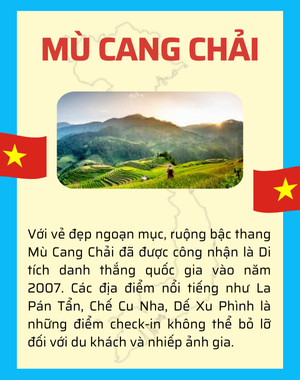 MÙ CANG CHẢI
Với vẻ đẹp ngoạn mục, ruộng bậc thang
Mù Cang Chải đã được công nhận là Di
tích danh thắng quốc gia vào năm
2007. Các địa điểm nổi tiếng như La
Pán Tẩn, Chế Cu Nha, Dế Xu Phình là
những điểm check-in không thể bỏ lỡ
đối với du khách và nhiếp ảnh gia.